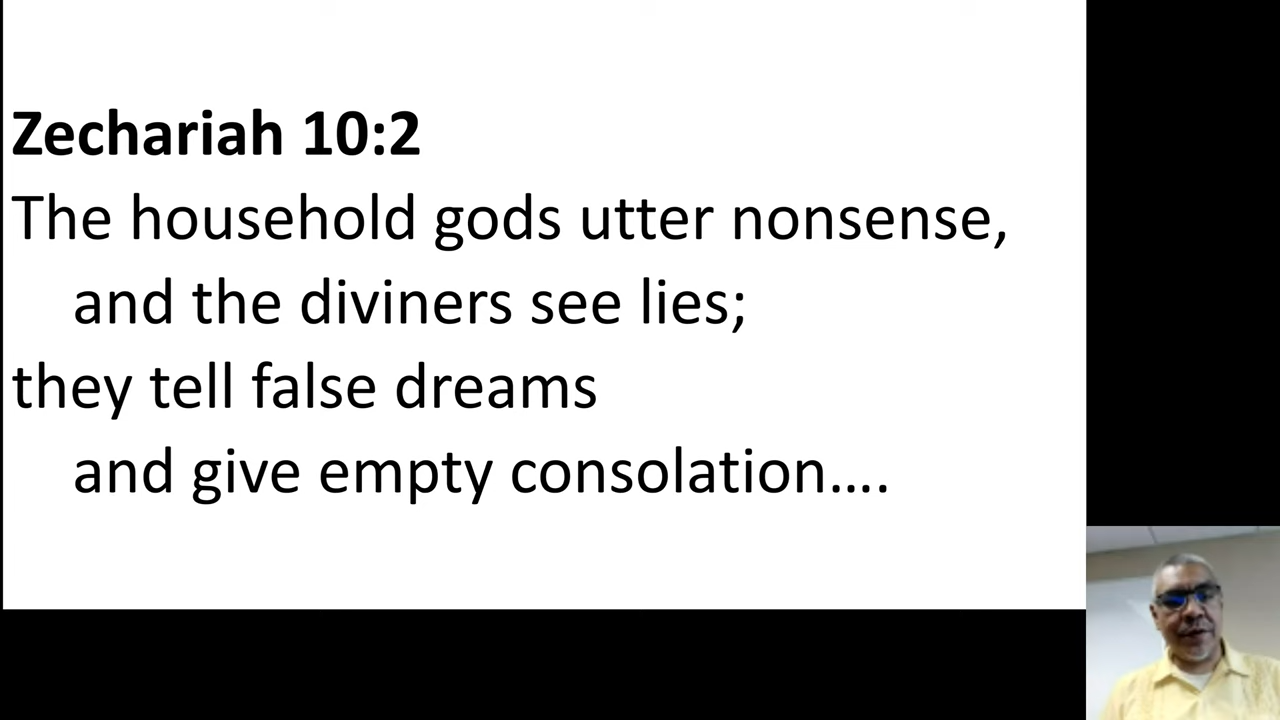 Zechariah 10:2
The household gods utter nonsense,
and the diviners see lies;
they tell false dreams
and give empty consolation….